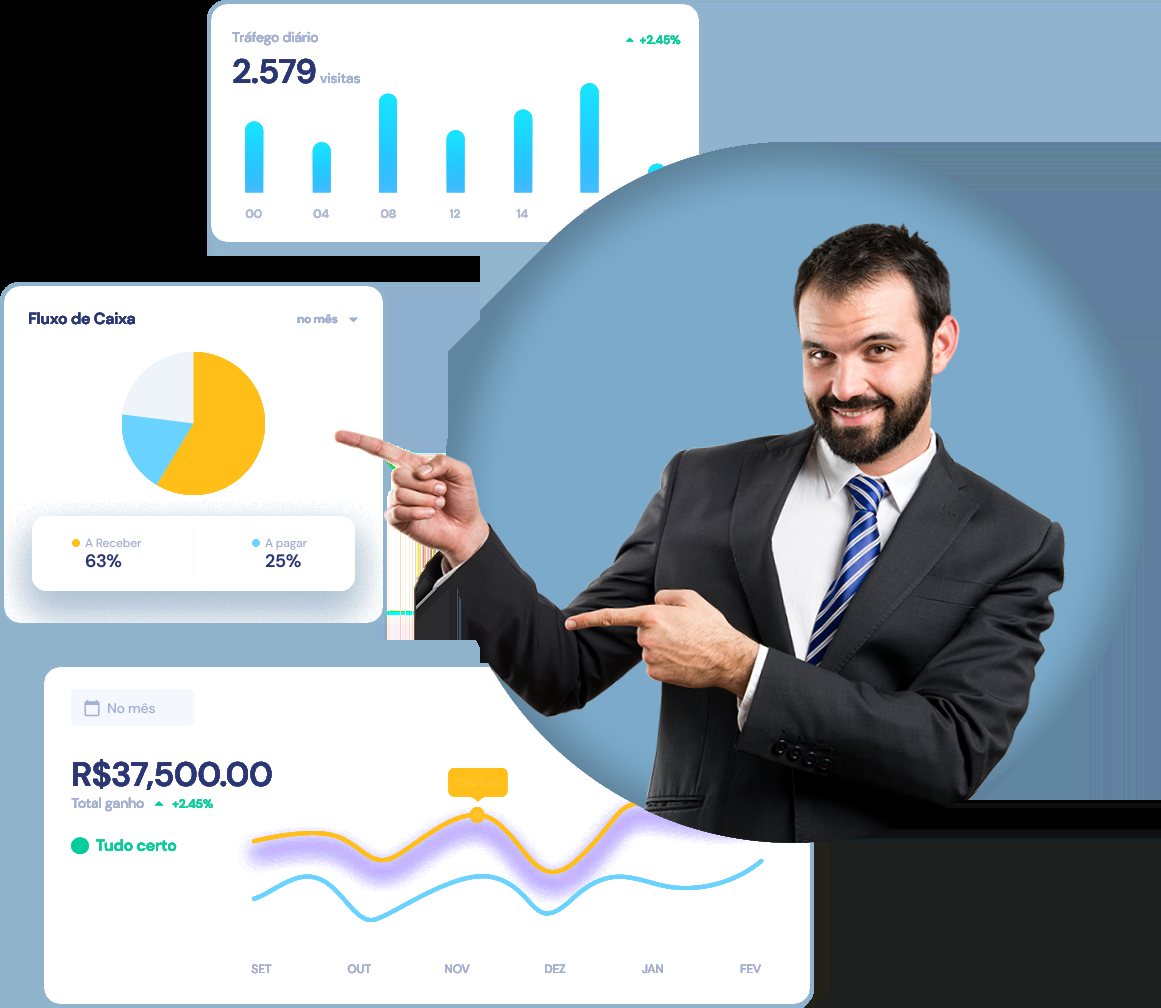 Tráfego diário
+2.45%
2.579 visitas
00 04 08 12 14
Fluxo de Caixa
no mês
A Receber
63%
A pagar
25%
No mês
R$37,500.00
Total ganho +2.45%
Tudo certo
SET OUT NOV DEZ JAN FEV